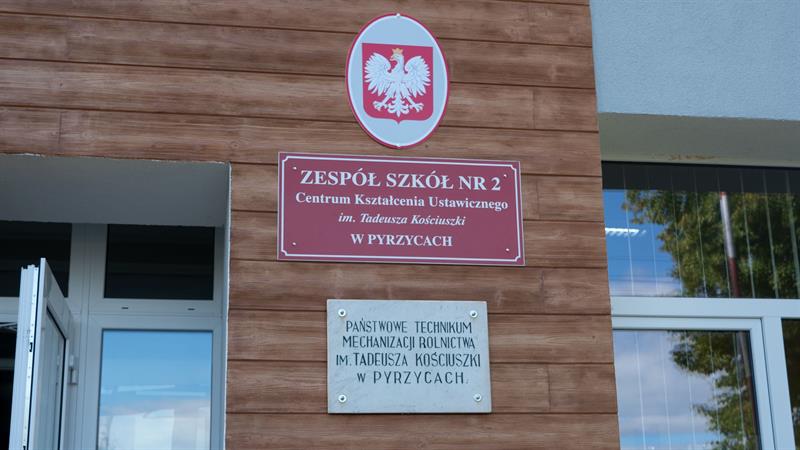 ZESPÓŁ SZKÓŁ NR 2
Centrum Kształcenia Ustawicznego
im. Tadeusza Kościuszki
W PYRZYCACH
PAŃSTWOWE TECHNIKUM
MECHANIZACJI ROLNICTWA
IM. TADEUSZA KOŚCIUSZKI
W PYRZYCACH